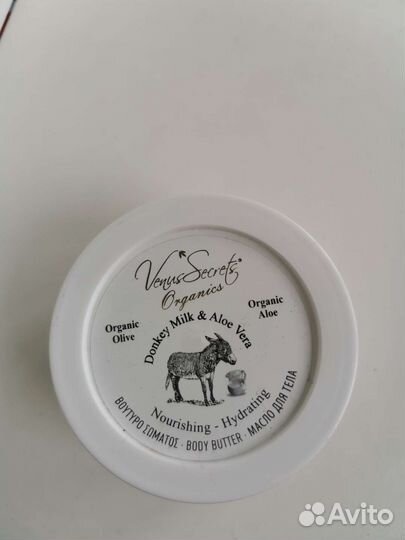 Venus Secrets®
Organics
Organic
Olive
Organic
Aloe
Donkey Milk & Aloe Vera
Nourishing - Hydrating
ΒΟΥΤΥΡΟ ΣΩΜΑΤΟΣ · BODY BUTTER · МАСЛО ДЛЯ ТЕЛА
Avito